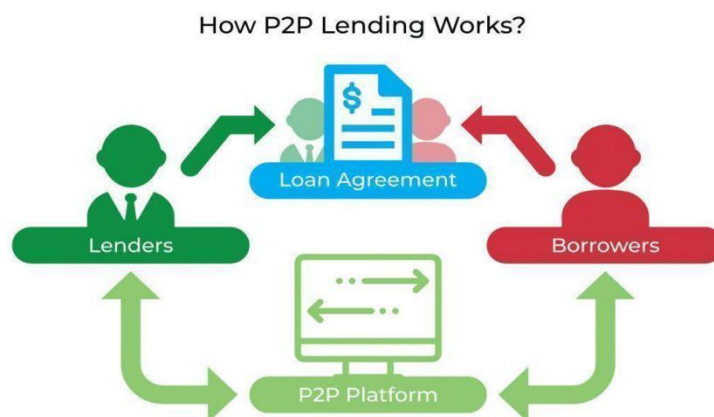 How P2P Lending Works?
$
Loan Agreement
Lenders
Borrowers
P2P Platform